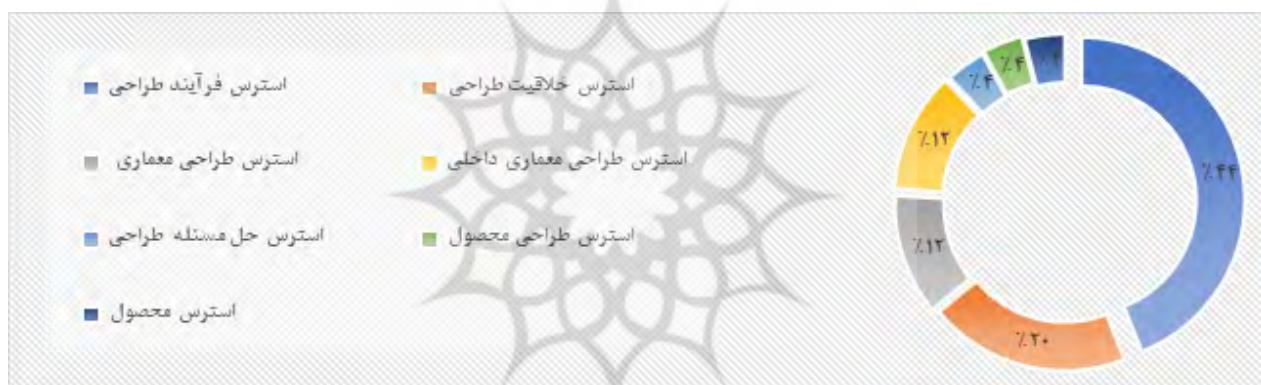 استرس فرآیند طراحی
استرس خلاقیت طراحی
استرس طراحی معماری
استرس طراحی معماری داخلی
استرس حل مسئله طراحی
استرس طراحی محصول
استرس محصول
٪۴۴
٪۲۰
٪۱۲
٪۱۲
٪۴
٪۴
٪۴